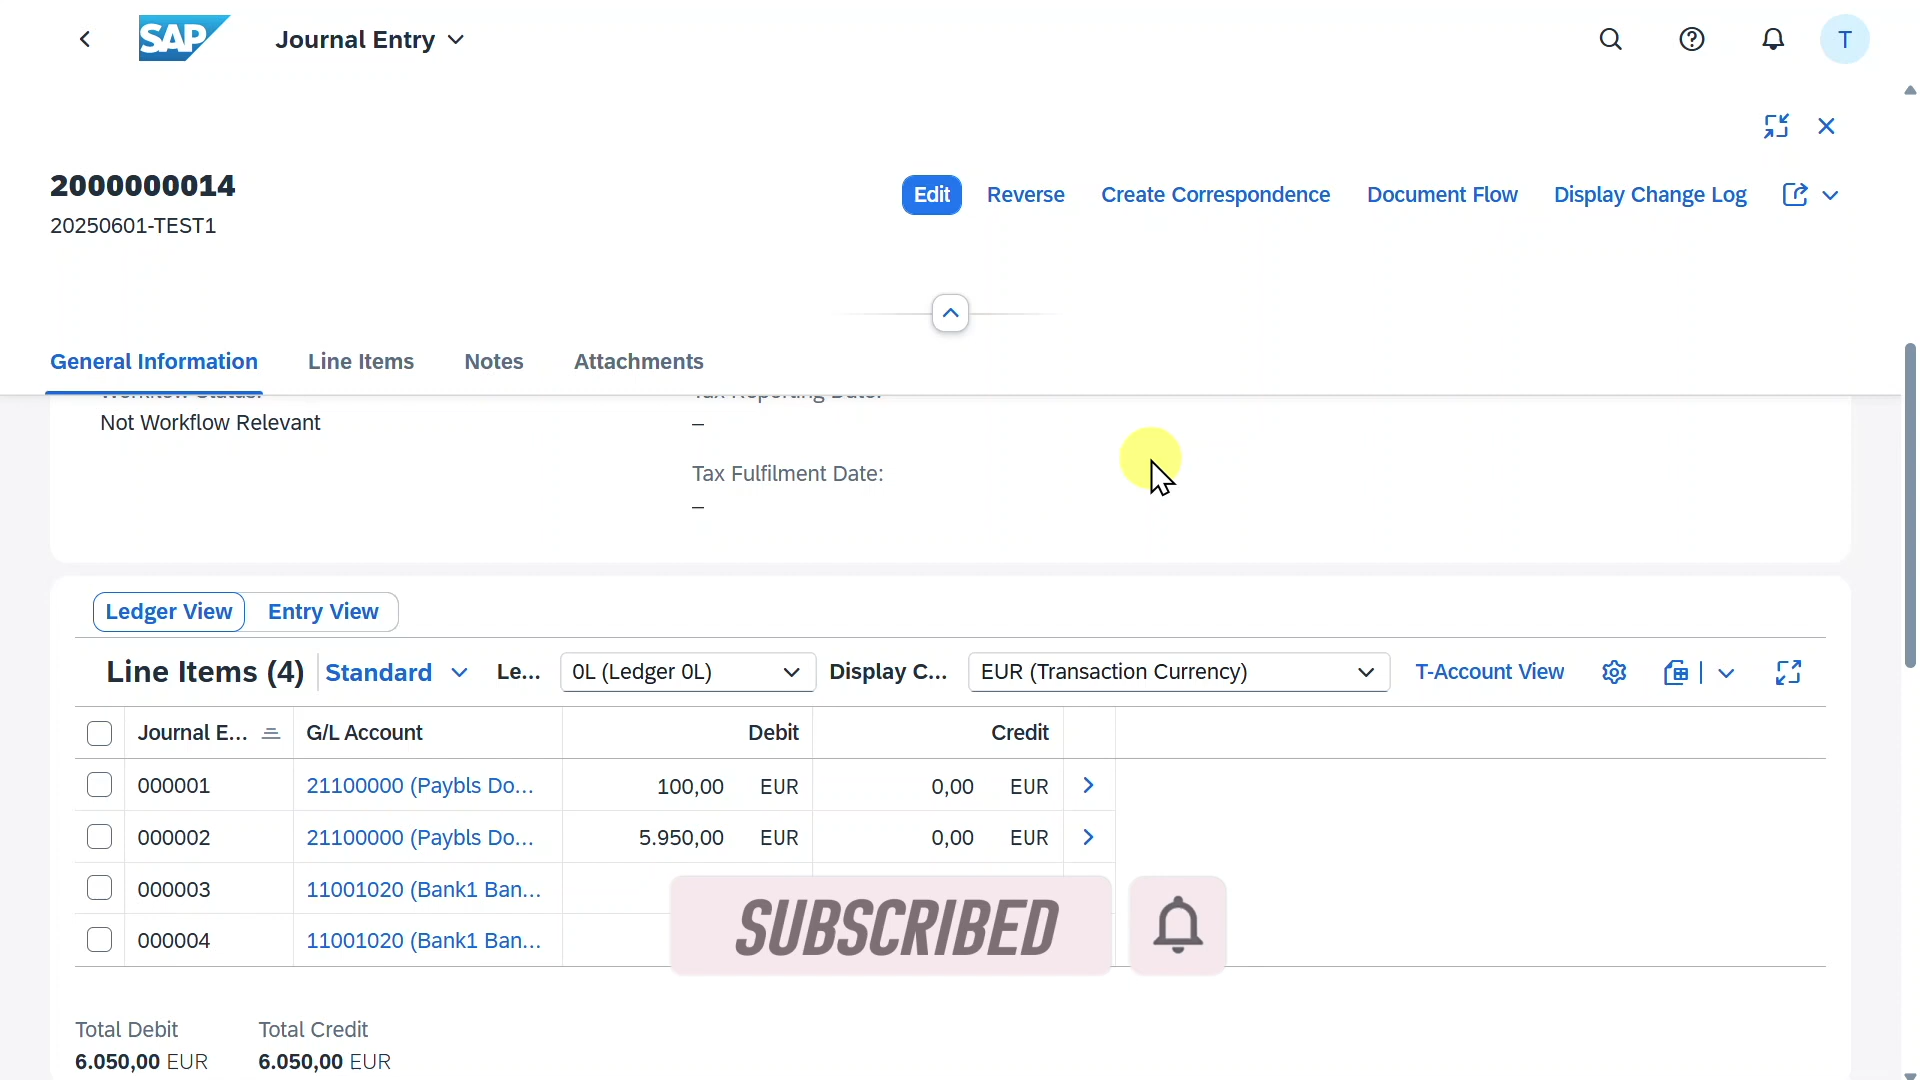 SAP Journal Entry T
2000000014
20250601-TEST1
Edit Reverse Create Correspondence Document Flow Display Change Log
General Information Line Items Notes Attachments
Not Workflow Relevant
–
Tax Fulfilment Date:
–
Ledger View Entry View
Line Items (4) Standard Le... 0L (Ledger 0L) Display C... EUR (Transaction Currency) T-Account View
Journal E... G/L Account Debit Credit
000001 21100000 (Paybls Do... 100,00 EUR 0,00 EUR
000002 21100000 (Paybls Do... 5.950,00 EUR 0,00 EUR
000003 11001020 (Bank1 Ban...
000004 11001020 (Bank1 Ban...
SUBSCRIBED
Total Debit Total Credit
6.050,00 EUR 6.050,00 EUR